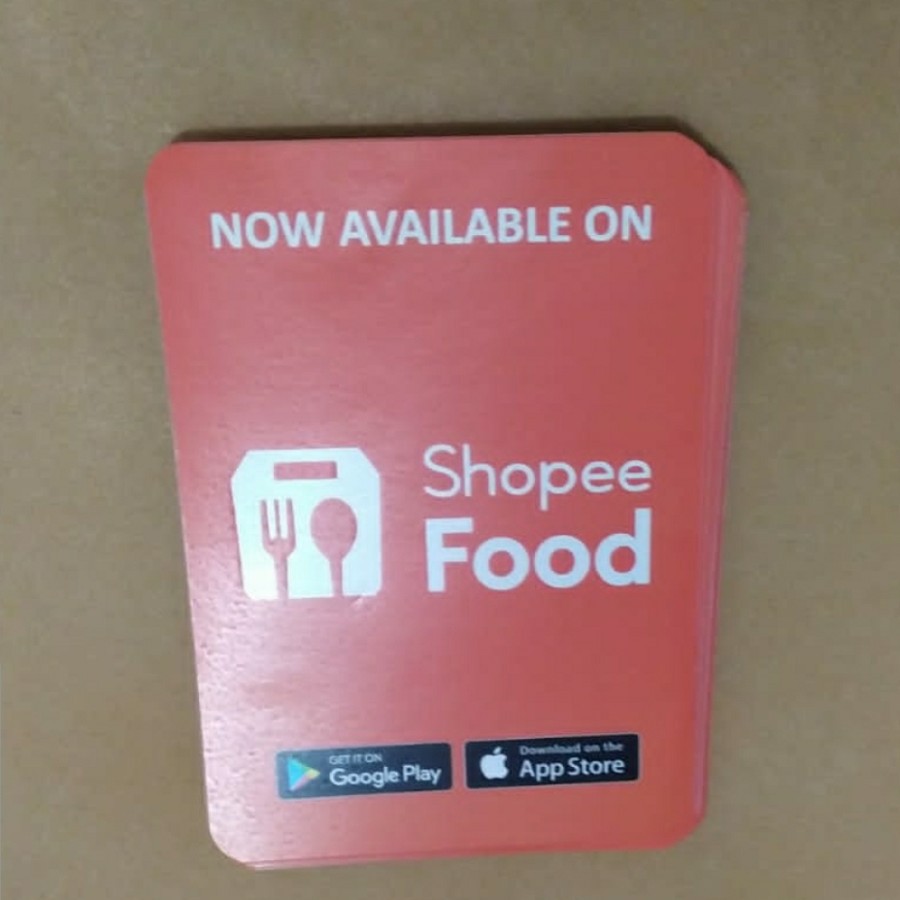 NOW AVAILABLE ON
Shopee
Food
GET IT ON
Google Play
Download on the
App Store